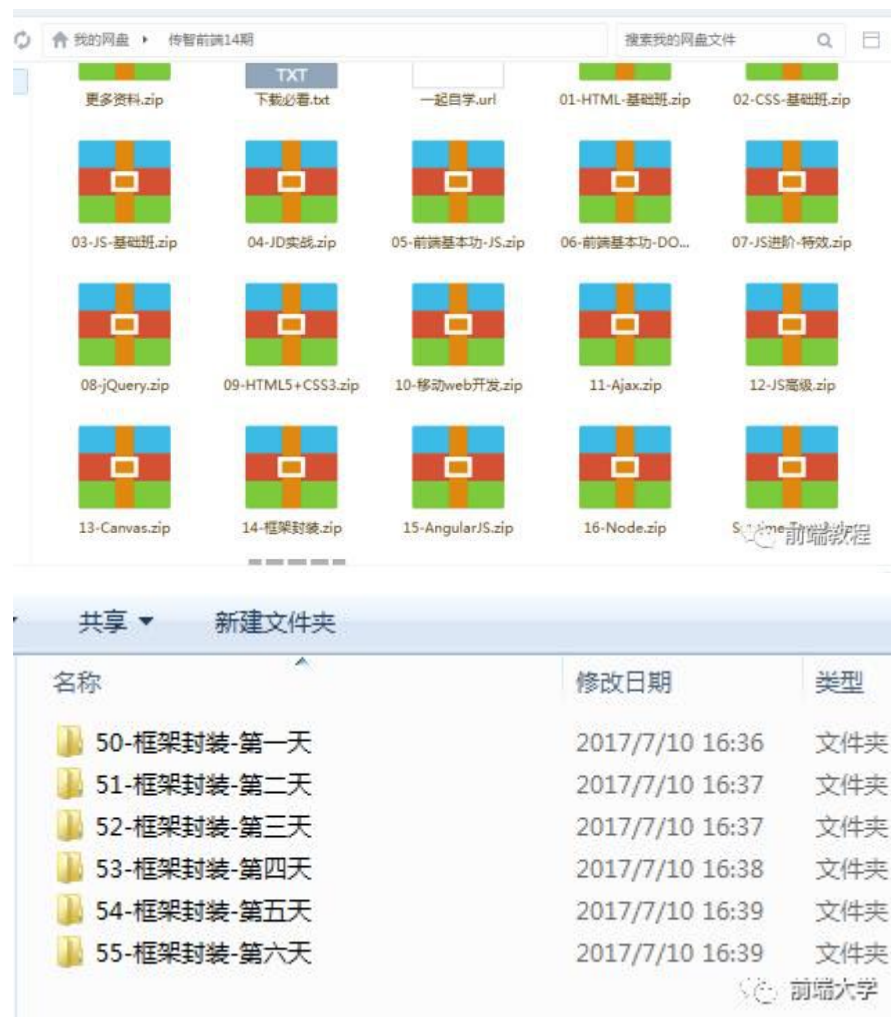 我的网盘 传智前端14期 搜索我的网盘文件
TXT
更多资料.zip 下载必看.txt 一起自学.url 01-HTML-基础班.zip 02-CSS-基础班.zip
03-JS-基础班.zip 04-JD实战.zip 05-前端基本功-JS.zip 06-前端基本功-DO... 07-JS进阶-特效.zip
08-jQuery.zip 09-HTML5+CSS3.zip 10-移动web开发.zip 11-Ajax.zip 12-JS高级.zip
13-Canvas.zip 14-框架封装.zip 15-AngularJS.zip 16-Node.zip
前端教程
共享 新建文件夹
名称 修改日期 类型
50-框架封装-第一天 2017/7/10 16:36 文件夹
51-框架封装-第二天 2017/7/10 16:37 文件夹
52-框架封装-第三天 2017/7/10 16:37 文件夹
53-框架封装-第四天 2017/7/10 16:38 文件夹
54-框架封装-第五天 2017/7/10 16:39 文件夹
55-框架封装-第六天 2017/7/10 16:39 文件夹
前端大学